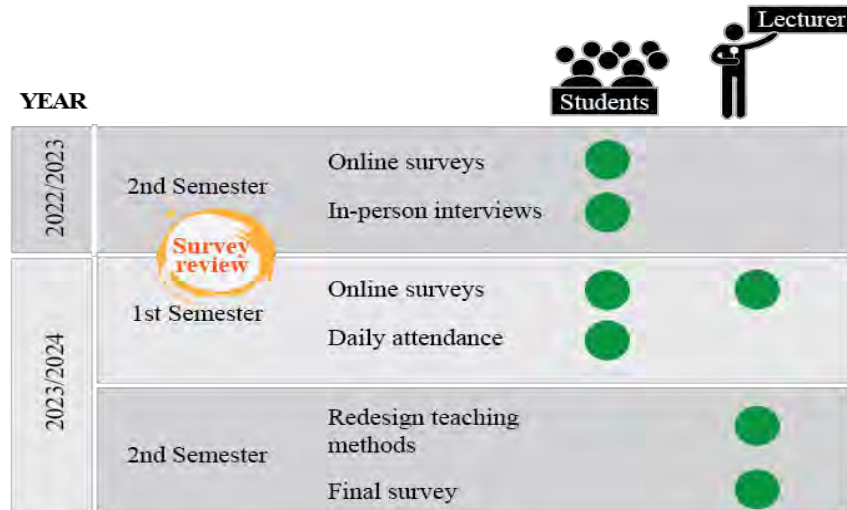 Lecturer
Students
YEAR
2022/2023
2nd Semester
Online surveys
In-person interviews
Survey
review
2023/2024
1st Semester
Online surveys
Daily attendance
2nd Semester
Redesign teaching
methods
Final survey